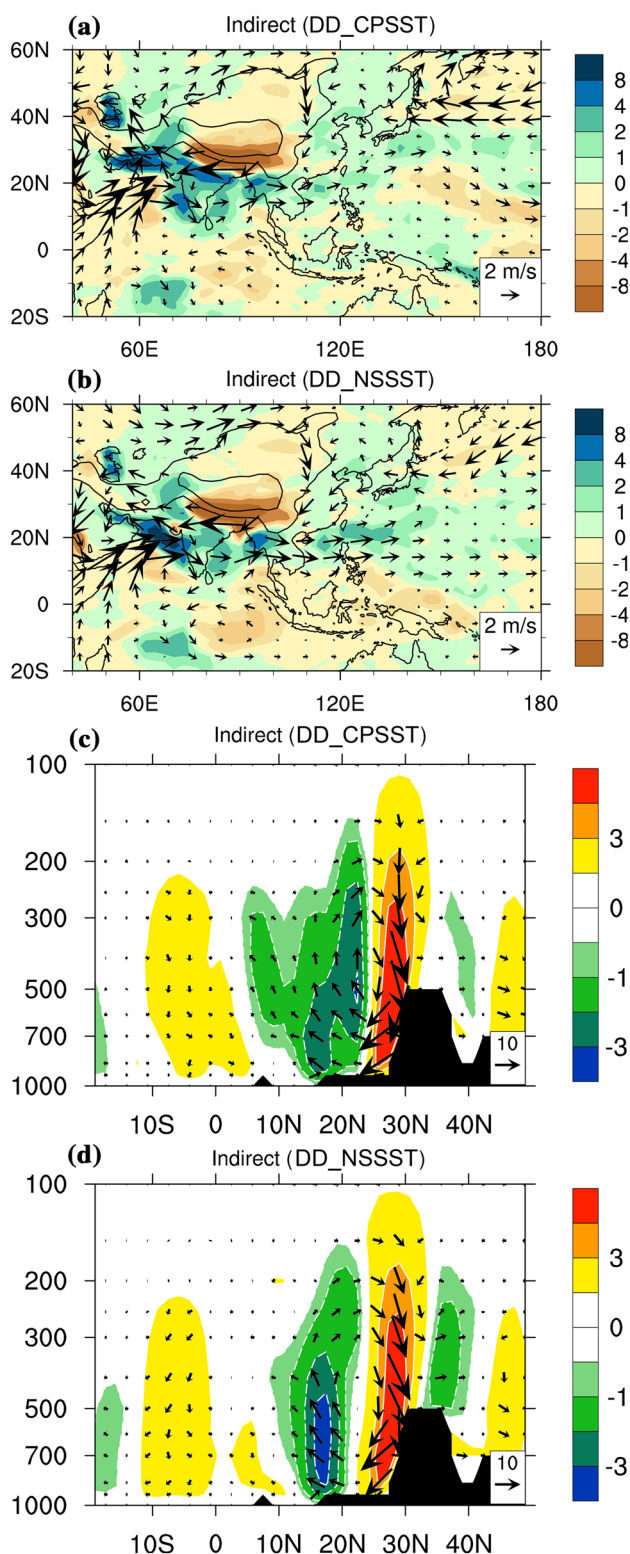 (a) Indirect (DD_CPSST)
60N
40N
20N
0
20S
60E 120E 180
2 m/s
8
4
2
1
0
-1
-2
-4
-8
(b) Indirect (DD_NSSST)
60N
40N
20N
0
20S
60E 120E 180
2 m/s
8
4
2
1
0
-1
-2
-4
-8
(c) Indirect (DD_CPSST)
100
200
300
500
700
1000
10S 0 10N 20N 30N 40N
10
3
0
-1
-3
(d) Indirect (DD_NSSST)
100
200
300
500
700
1000
10S 0 10N 20N 30N 40N
10
3
0
-1
-3